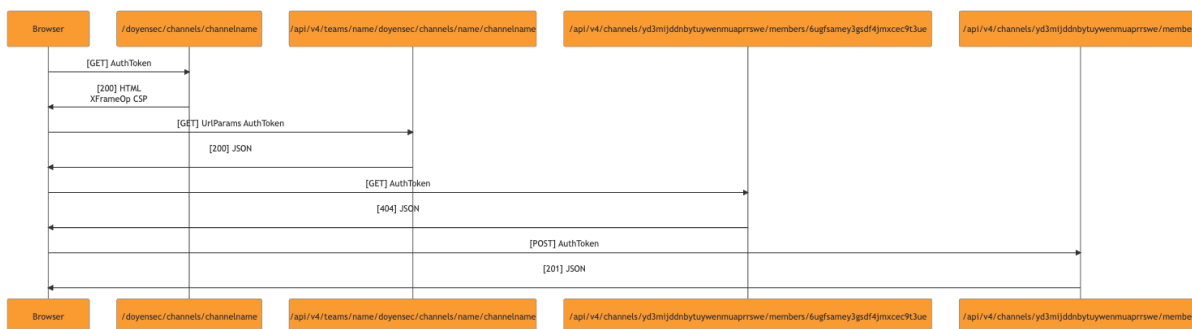 Browser
/doyensec/channels/channelname
/api/v4/teams/name/doyensec/channels/name/channelname
/api/v4/channels/yd3mijddnbytuywenmuaprrswe/members/6ugfsamey3gsdf4jmxcec9t3ue
/api/v4/channels/yd3mijddnbytuywenmuaprrswe/membe
[GET] AuthToken
[200] HTML
XFrameOp CSP
[GET] UrlParams AuthToken
[200] JSON
[GET] AuthToken
[404] JSON
[POST] AuthToken
[201] JSON
Browser
/doyensec/channels/channelname
/api/v4/teams/name/doyensec/channels/name/channelname
/api/v4/channels/yd3mijddnbytuywenmuaprrswe/members/6ugfsamey3gsdf4jmxcec9t3ue
/api/v4/channels/yd3mijddnbytuywenmuaprrswe/membe